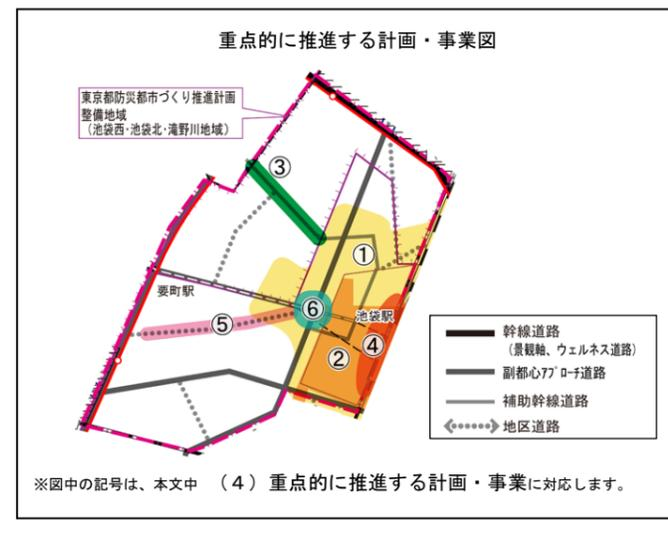 重点的に推進する計画・事業図
東京都防災都市づくり推進計画
整備地域
（池袋西・池袋北・滝野川地域）
③
①
要町駅
⑥
池袋駅
⑤
②
④
幹線道路
（景観軸、ウェルネス道路）
副都心アプローチ道路
補助幹線道路
地区道路
※図中の記号は、本文中 （４）重点的に推進する計画・事業に対応します。